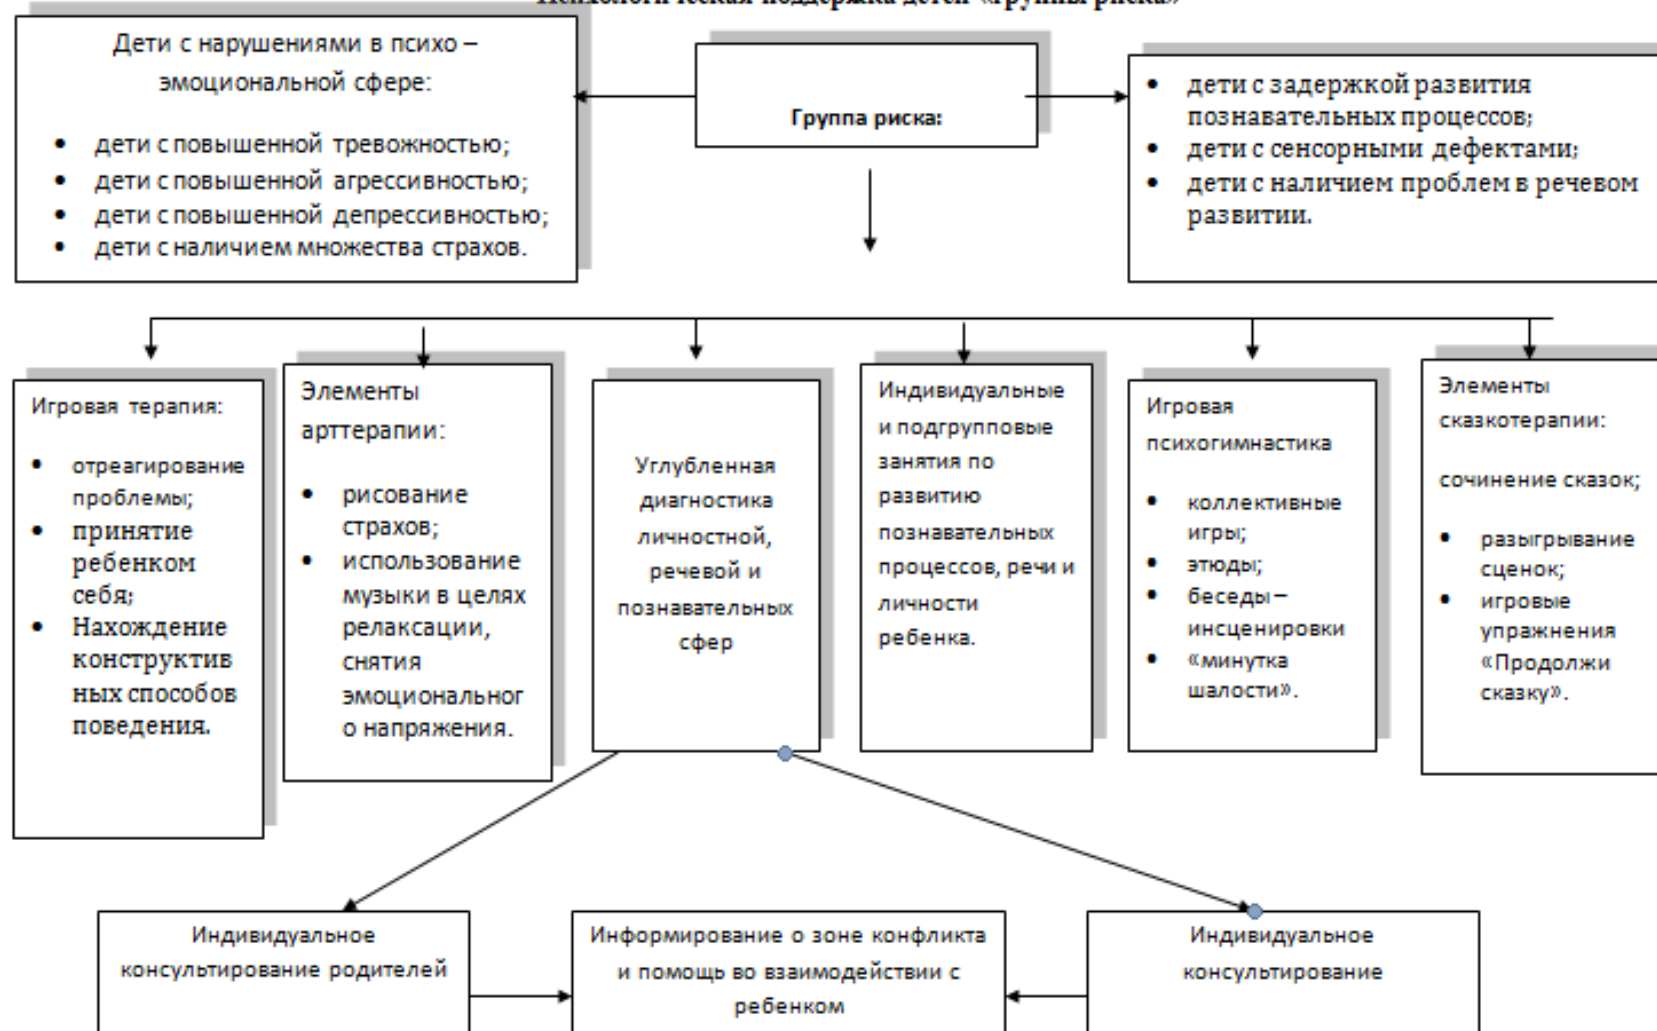 Психологическая поддержка детей «группы риска»
Дети с нарушениями в психо –
эмоциональной сфере:
• дети с повышенной тревожностью;
• дети с повышенной агрессивностью;
• дети с повышенной депрессивностью;
• дети с наличием множества страхов.
Группа риска:
• дети с задержкой развития
познавательных процессов;
• дети с сенсорными дефектами;
• дети с наличием проблем в речевом
развитии.
Игровая терапия:
• отреагирование
проблемы;
• принятие
ребенком
себя;
• Нахождение
конструктив
ных способов
поведения.
Элементы
арттерапии:
• рисование
страхов;
• использование
музыки в целях
релаксации,
снятия
эмоциональног
о напряжения.
Углубленная
диагностика
личностной,
речевой и
познавательных
сфер
Индивидуальные
и подгрупповые
занятия по
развитию
познавательных
процессов, речи и
личности
ребенка.
Игровая
психогимнастика
• коллективные
игры;
• этюды;
• беседы –
инсценировки
• «минутка
шалости».
Элементы
сказкотерапии:
сочинение сказок;
• разыгрывание
сценок;
• игровые
упражнения
«Продолжи
сказку».
Индивидуальное
консультирование родителей
Информирование о зоне конфликта
и помощь во взаимодействии с
ребенком
Индивидуальное
консультирование